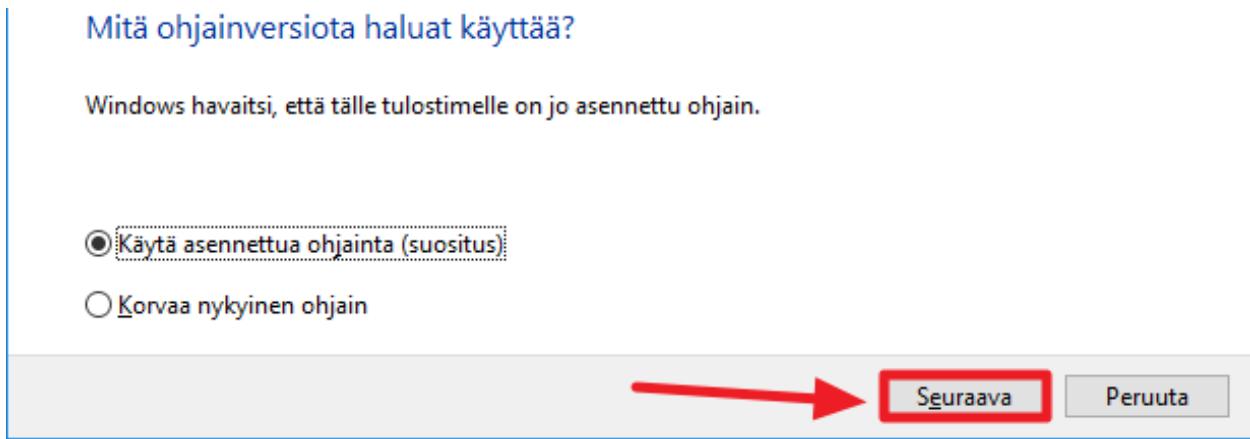 Mitä ohjainversiota haluat käyttää?
Windows havaitsi, että tälle tulostimelle on jo asennettu ohjain.
Käytä asennettua ohjainta (suositus)
Korvaa nykyinen ohjain
Seuraava
Peruuta